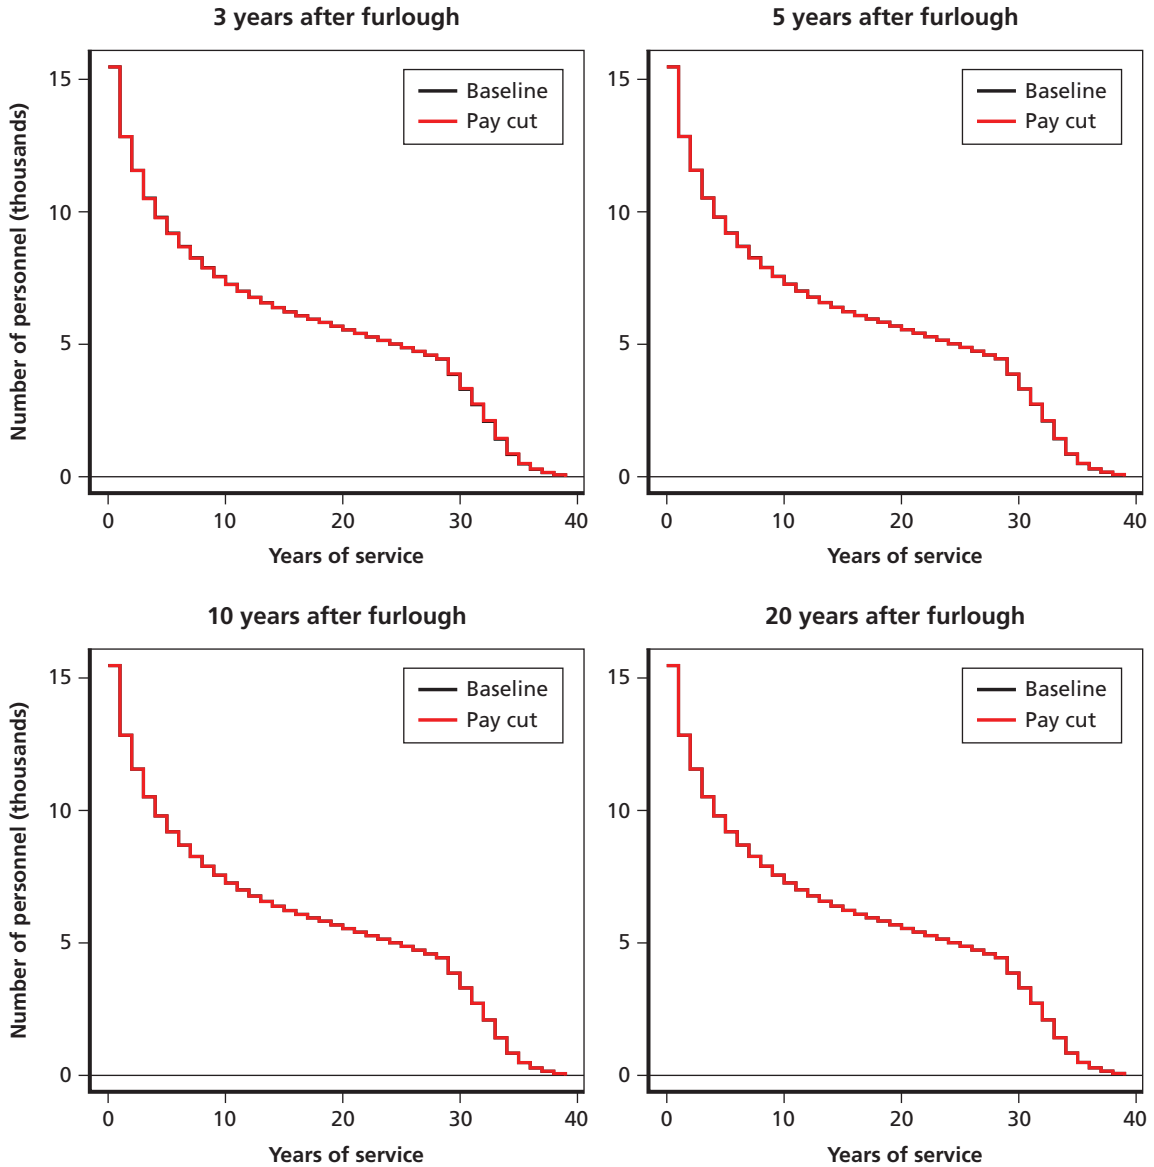 3 years after furlough
Number of personnel (thousands)
15
10
5
0
Baseline
Pay cut
0 10 20 30 40
Years of service
5 years after furlough
15
10
5
0
Baseline
Pay cut
0 10 20 30 40
Years of service
10 years after furlough
Number of personnel (thousands)
15
10
5
0
Baseline
Pay cut
0 10 20 30 40
Years of service
20 years after furlough
15
10
5
0
Baseline
Pay cut
0 10 20 30 40
Years of service